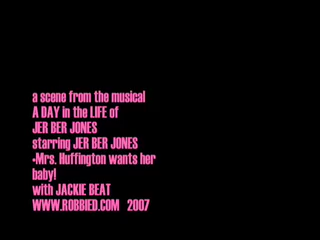 a scene from the musical
A DAY in the LIFE of
JER BER JONES
starring JER BER JONES
•Mrs. Huffington wants her
baby!
with JACKIE BEAT
WWW.ROBBIED.COM 2007